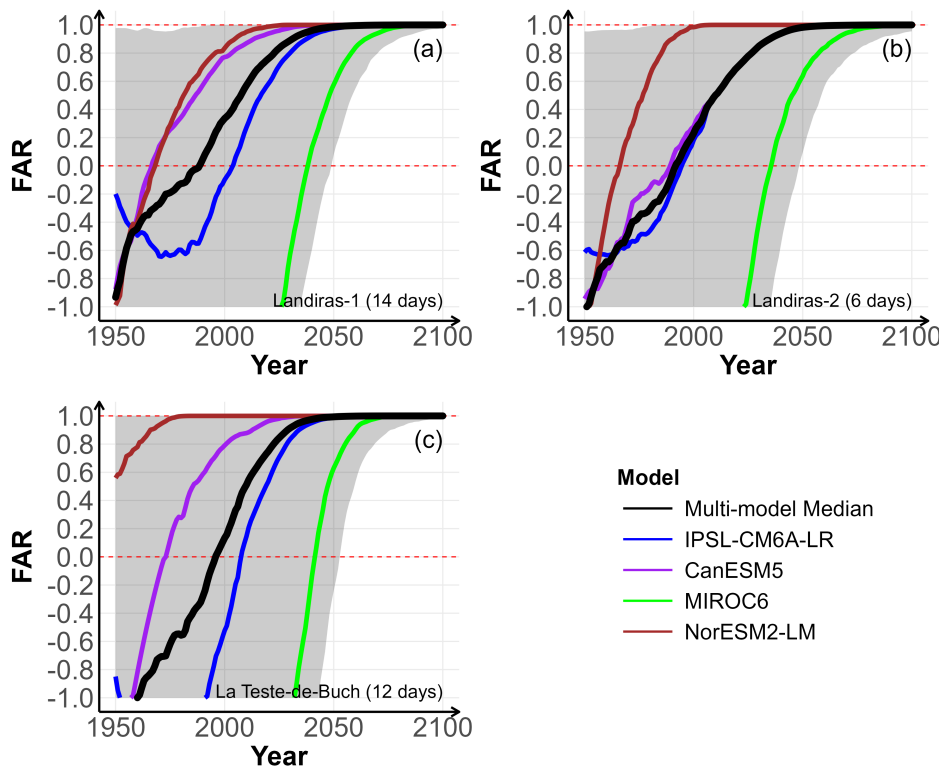 FAR
1.0
0.8
0.6
0.4
0.2
0.0
-0.2
-0.4
-0.6
-0.8
-1.0
(a)
Landiras-1 (14 days)
1950
2000
2050
2100
Year
FAR
1.0
0.8
0.6
0.4
0.2
0.0
-0.2
-0.4
-0.6
-0.8
-1.0
(b)
Landiras-2 (6 days)
1950
2000
2050
2100
Year
FAR
1.0
0.8
0.6
0.4
0.2
0.0
-0.2
-0.4
-0.6
-0.8
-1.0
(c)
La Teste-de-Buch (12 days)
1950
2000
2050
2100
Year
Model
Multi-model Median
IPSL-CM6A-LR
CanESM5
MIROC6
NorESM2-LM